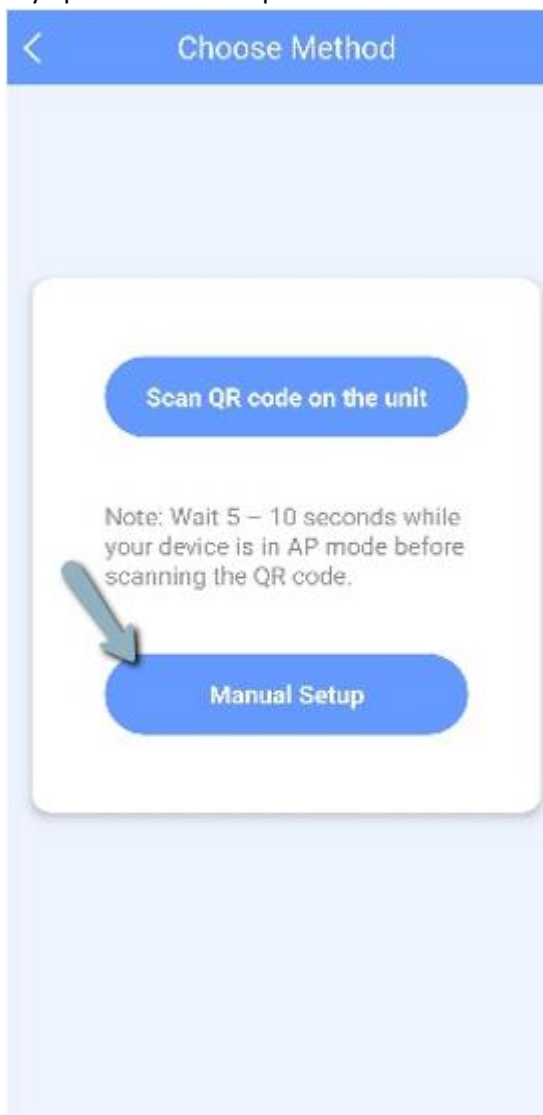 Choose Method
Scan QR code on the unit
Note: Wait 5 – 10 seconds while
your device is in AP mode before
scanning the QR code.
Manual Setup